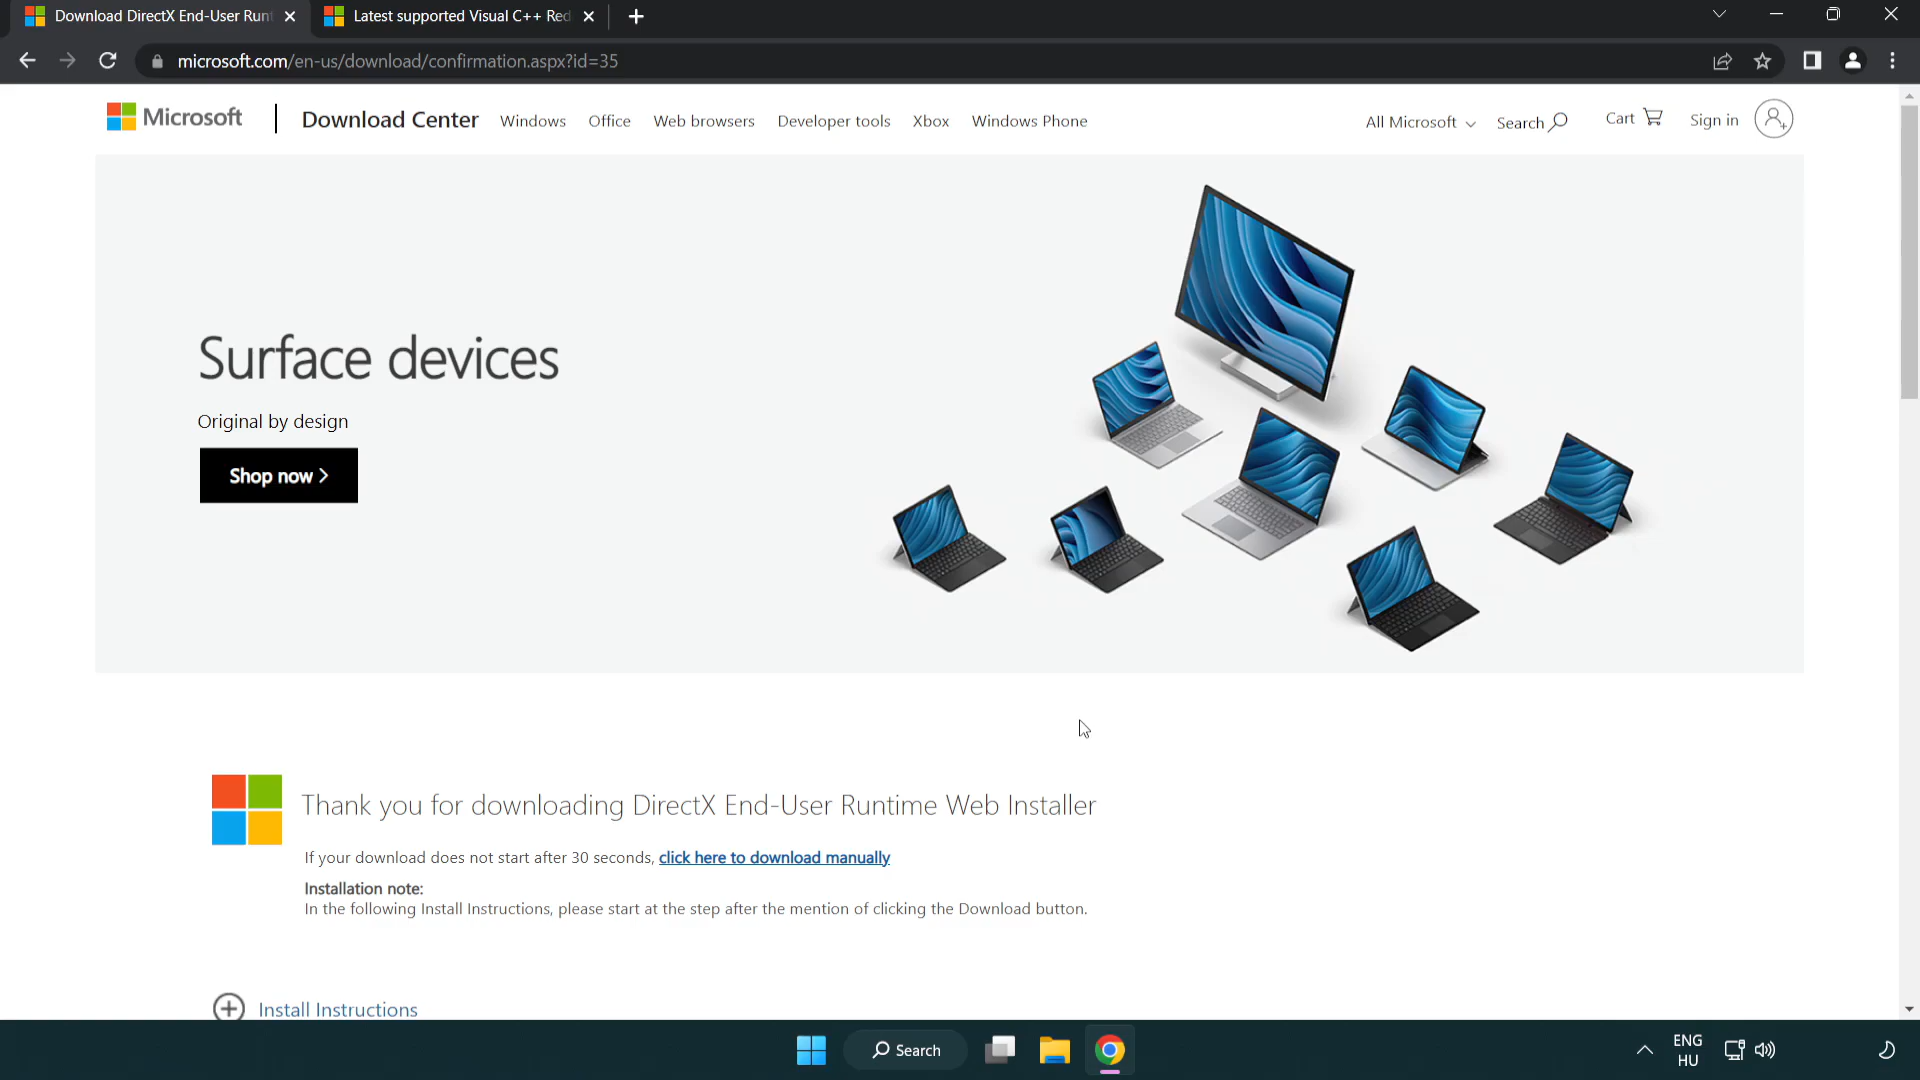 Download DirectX End-User Runt
Latest supported Visual C++ Red
microsoft.com/en-us/download/confirmation.aspx?id=35
Microsoft
Download Center
Windows
Office
Web browsers
Developer tools
Xbox
Windows Phone
All Microsoft
Search
Cart
Sign in
Surface devices
Original by design
Shop now
Thank you for downloading DirectX End-User Runtime Web Installer
If your download does not start after 30 seconds, click here to download manually
Installation note:
In the following Install Instructions, please start at the step after the mention of clicking the Download button.
Install Instructions
Search
ENG
HU